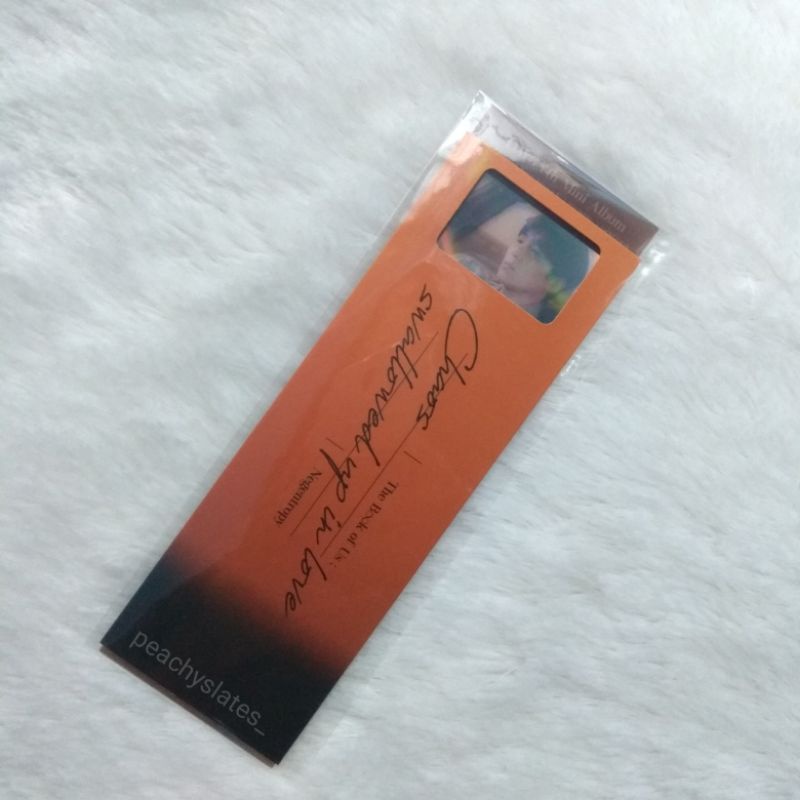 Mini Album
Chaos
swallowed up in love
The Book of Us :
Negentropy
peachyslates_